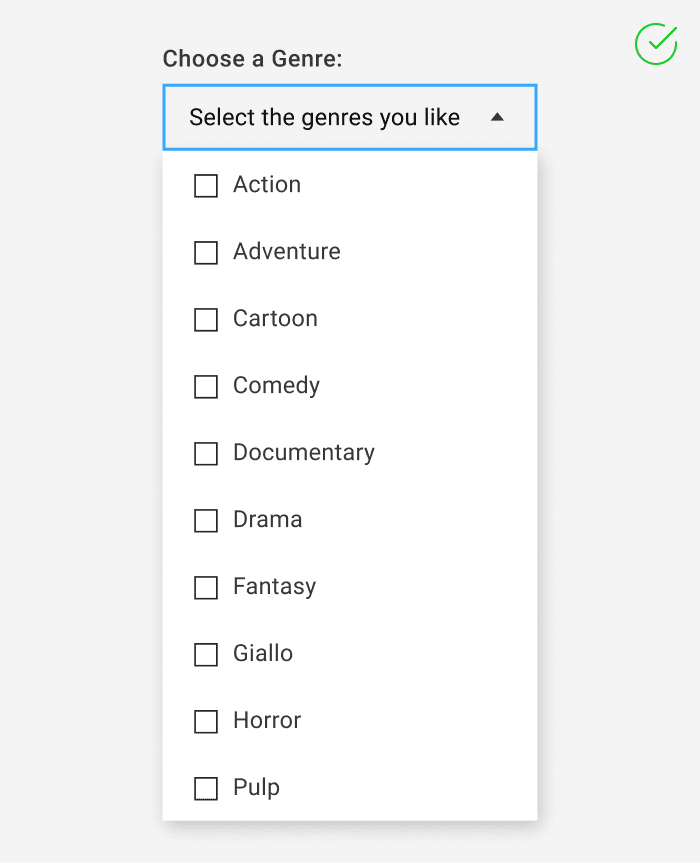 Choose a Genre:
Select the genres you like
Action
Adventure
Cartoon
Comedy
Documentary
Drama
Fantasy
Giallo
Horror
Pulp